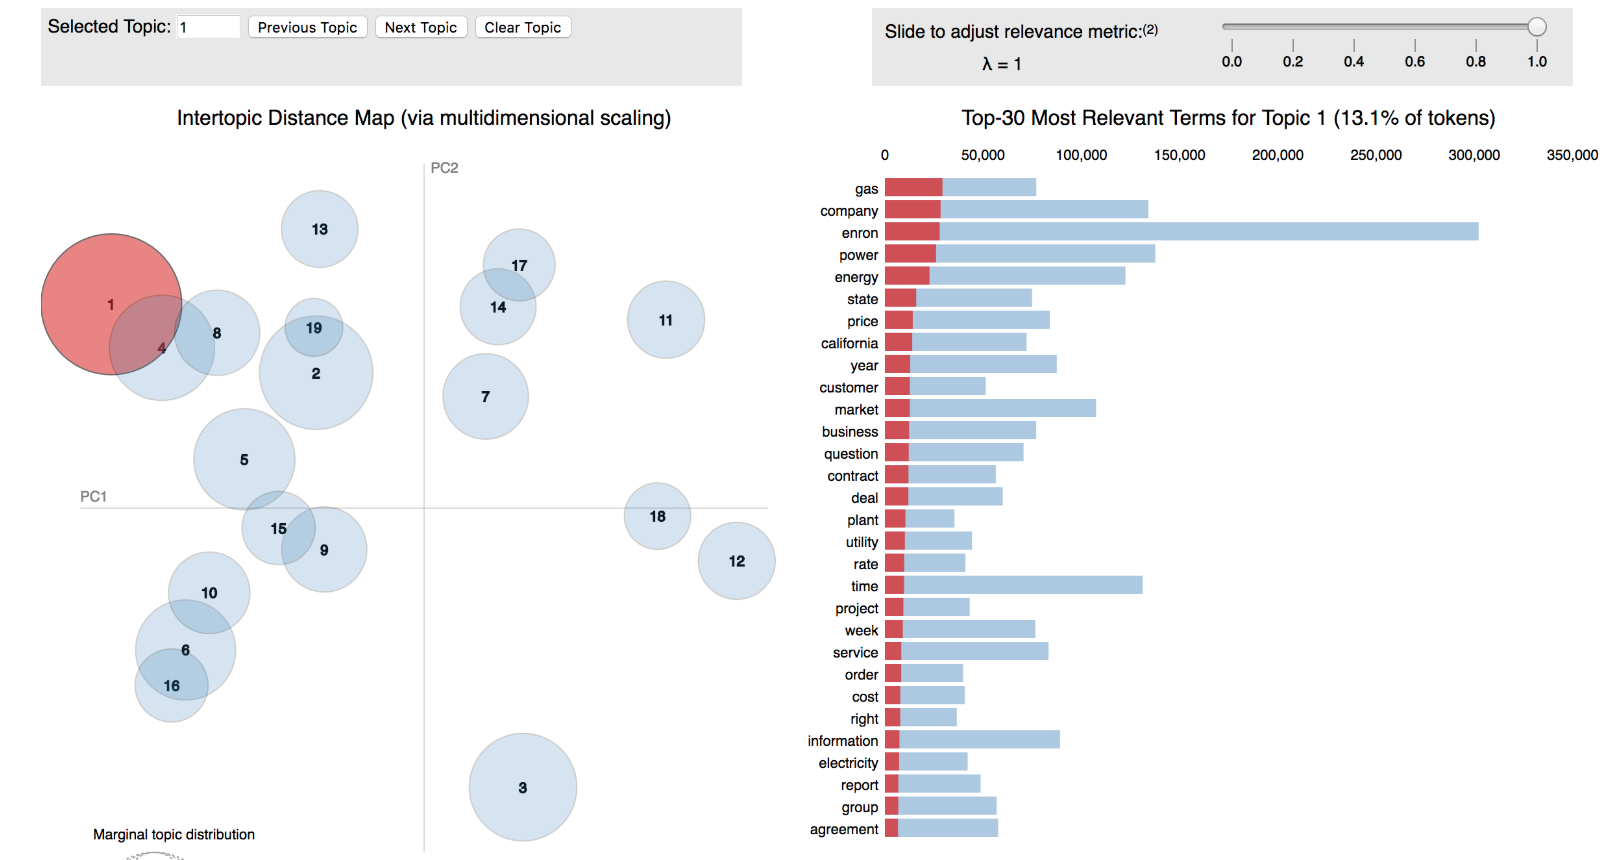 Selected Topic: 1 Previous Topic Next Topic Clear Topic
Slide to adjust relevance metric:(2)
λ = 1
0.0 0.2 0.4 0.6 0.8 1.0
Intertopic Distance Map (via multidimensional scaling)
PC2
PC1
13
17
1
14
11
8
19
4
2
7
5
18
15
9
12
10
6
16
3
Marginal topic distribution
Top-30 Most Relevant Terms for Topic 1 (13.1% of tokens)
0 50,000 100,000 150,000 200,000 250,000 300,000 350,000
gas
company
enron
power
energy
state
price
california
year
customer
market
business
question
contract
deal
plant
utility
rate
time
project
week
service
order
cost
right
information
electricity
report
group
agreement